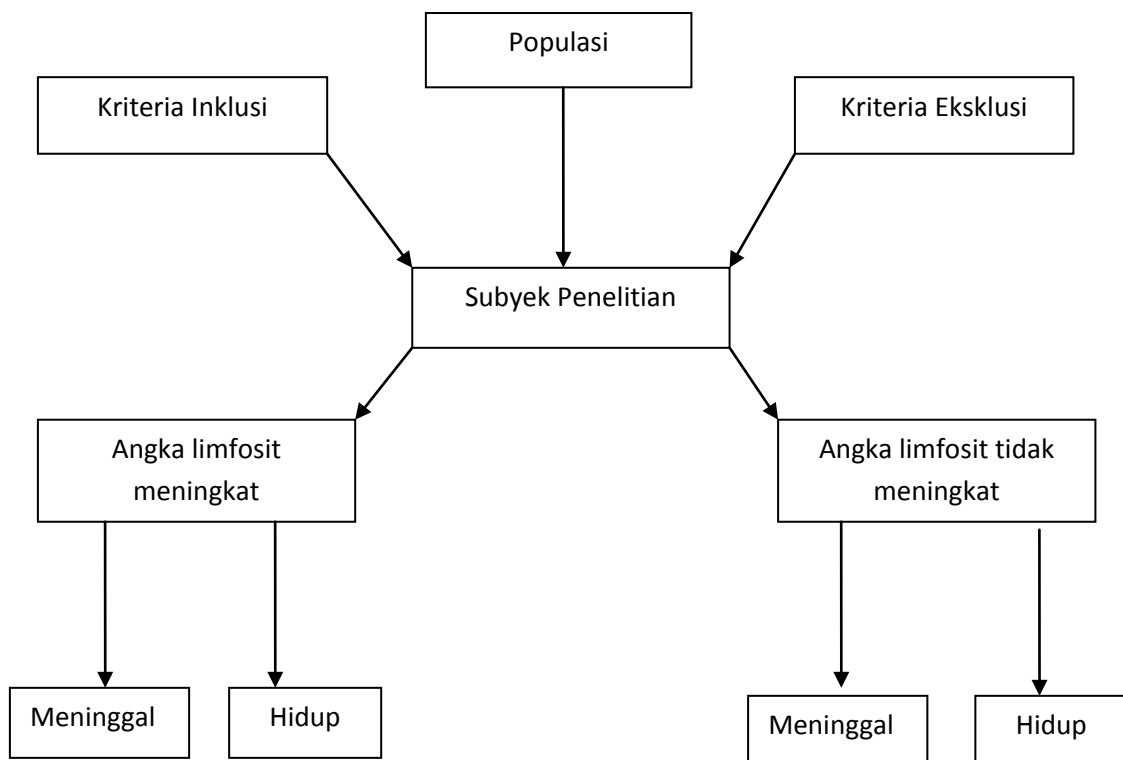 Populasi
Kriteria Inklusi
Kriteria Eksklusi
Subyek Penelitian
Angka limfosit
meningkat
Angka limfosit tidak
meningkat
Meninggal
Hidup
Meninggal
Hidup